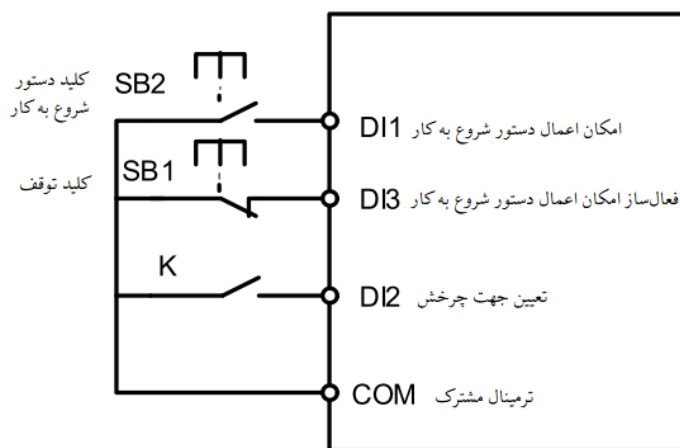 کلید دستور
شروع به کار
SB2
DI1 امکان اعمال دستور شروع به کار
کلید توقف
SB1
DI3 فعال‌ساز امکان اعمال دستور شروع به کار
K
DI2 تعیین جهت چرخش
COM ترمینال مشترک